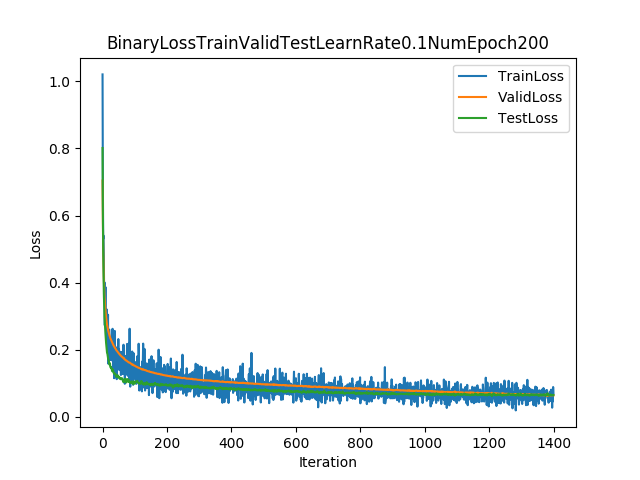 BinaryLossTrainValidTestLearnRate0.1NumEpoch200
TrainLoss
ValidLoss
TestLoss
1.0
0.8
0.6
0.4
0.2
0.0
Loss
0
200
400
600
800
1000
1200
1400
Iteration